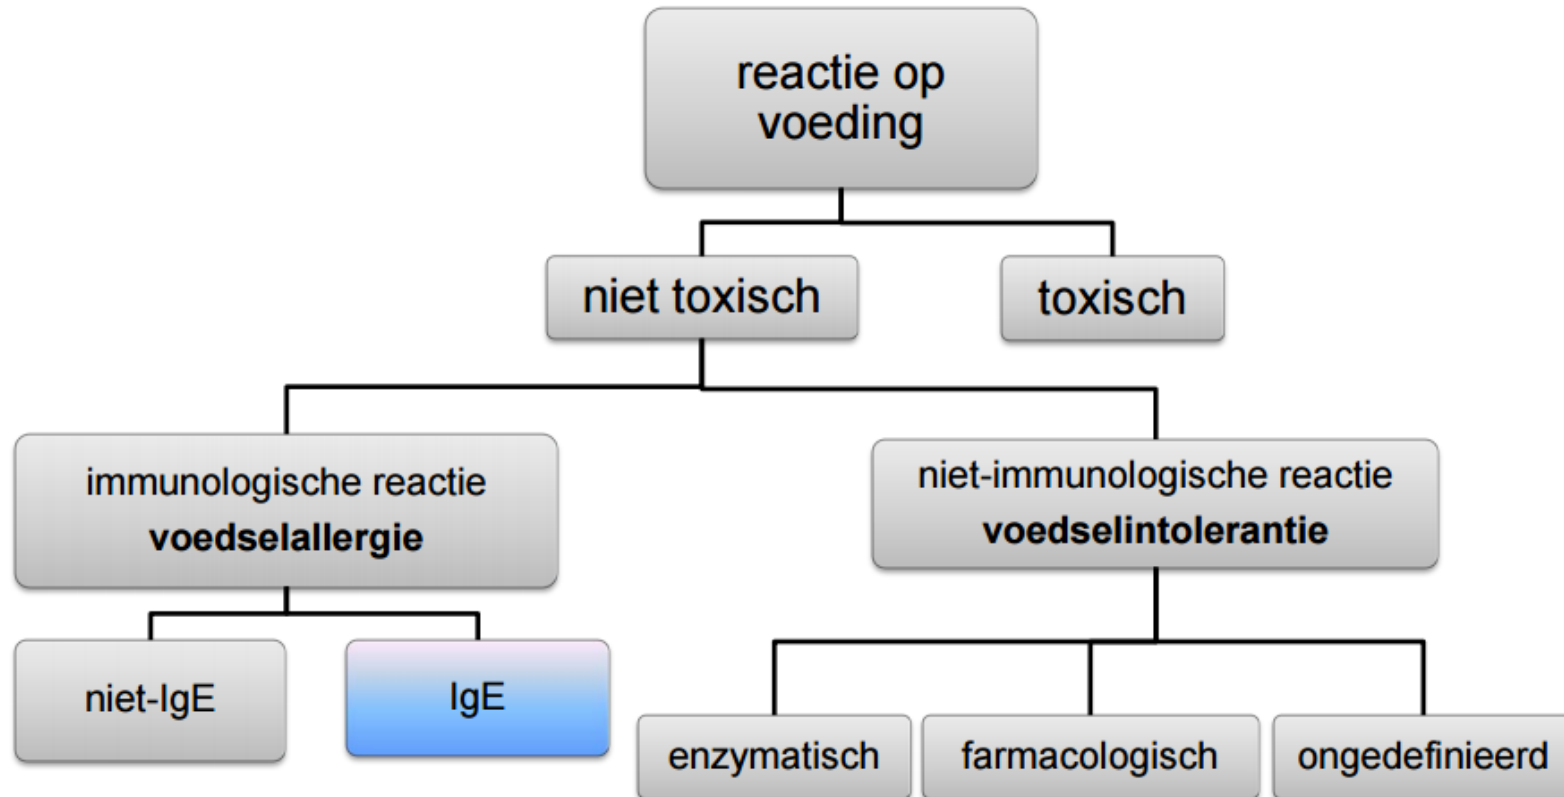 reactie op
voeding
niet toxisch
toxisch
immunologische reactie
voedselallergie
niet-immunologische reactie
voedselintolerantie
niet-IgE
IgE
enzymatisch
farmacologisch
ongedefinieerd